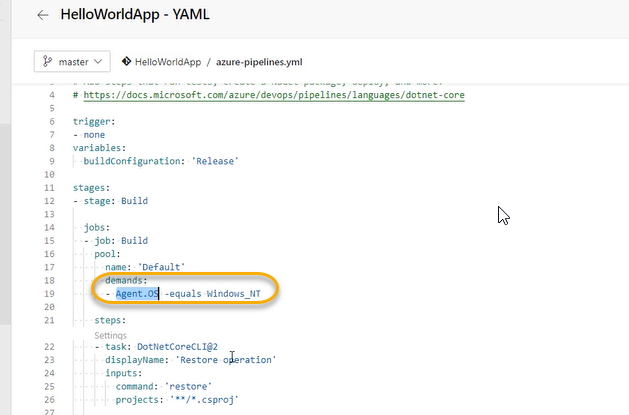 HelloWorldApp - YAML
master HelloWorldApp / azure-pipelines.yml
4 # https://docs.microsoft.com/azure/devops/pipelines/languages/dotnet-core
5
6 trigger:
7 - none
8 variables:
9 buildConfiguration: 'Release'
10
11 stages:
12 - stage: Build
13
14 jobs:
15 - job: Build
16 pool:
17 name: 'Default'
18 demands:
19 - Agent.OS -equals Windows_NT
20
21 steps:
Settings
22 - task: DotNetCoreCLI@2
23 displayName: 'Restore operation'
24 inputs:
25 command: 'restore'
26 projects: '**/*.csproj'
27